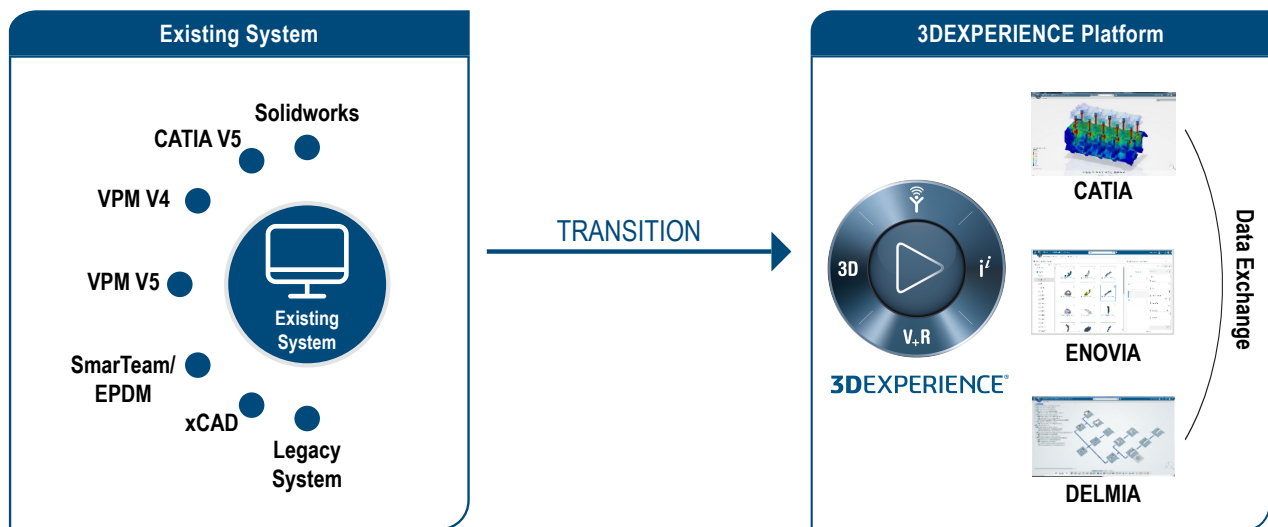 Existing System
Solidworks
CATIA V5
VPM V4
VPM V5
SmarTeam/
EPDM
xCAD
Legacy
System
Existing
System
TRANSITION
3DEXPERIENCE Platform
3D
i i
V+R
3DEXPERIENCE®
CATIA
ENOVIA
DELMIA
Data Exchange